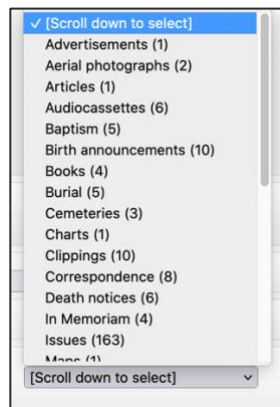 ✓ [Scroll down to select]
Advertisements (1)
Aerial photographs (2)
Articles (1)
Audiocassettes (6)
Baptism (5)
Birth announcements (10)
Books (4)
Burial (5)
Cemeteries (3)
Charts (1)
Clippings (10)
Correspondence (8)
Death notices (6)
In Memoriam (4)
Issues (163)
Maps (1)
[Scroll down to select]